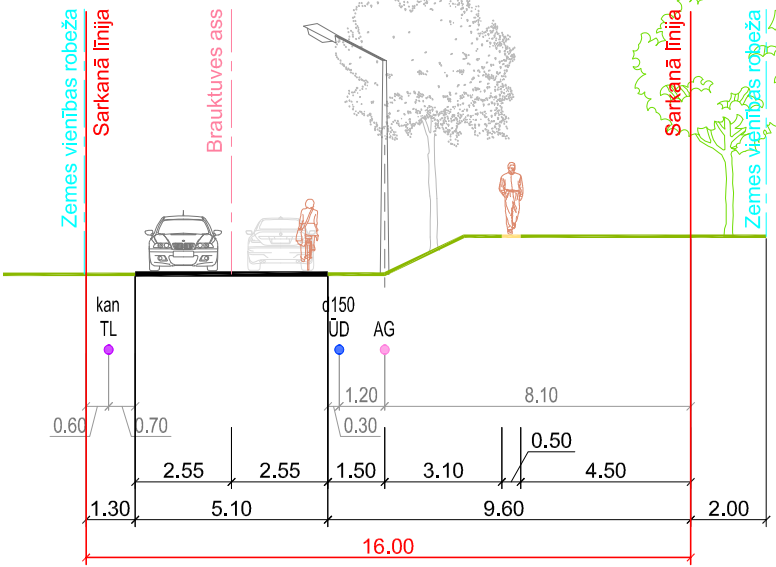 Zemes vienības robeža
Sarkanā līnija
Brauktuves ass
Sarkanā līnija
Zemes vienības robeža
kan
TL
d150
ŪD
AG
1.20
8.10
0.60
0.70
0.30
0.50
2.55
2.55
1.50
3.10
4.50
1.30
5.10
9.60
2.00
16.00